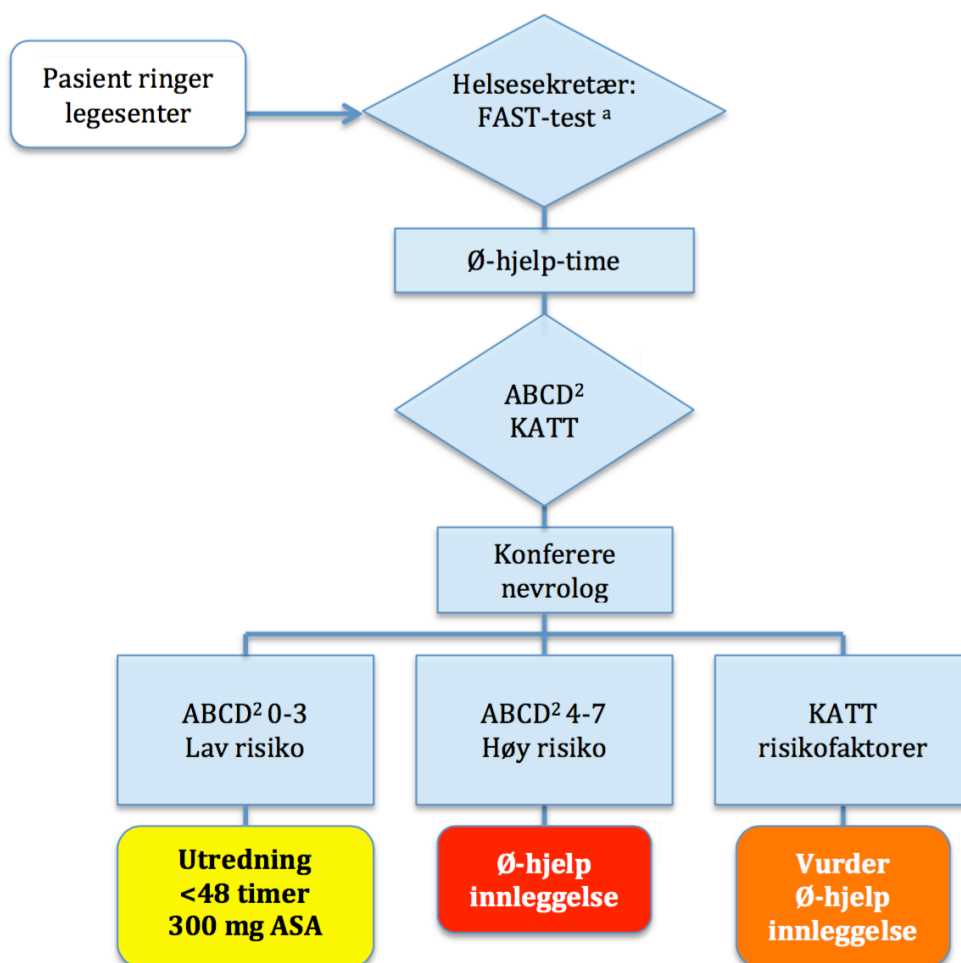 Pasient ringer
legesenter
Helsesekretær:
FAST-test ᵃ
Ø-hjelp-time
ABCD²
KATT
Konferere
nevrolog
ABCD² 0-3
Lav risiko
ABCD² 4-7
Høy risiko
KATT
risikofaktorer
Utredning
<48 timer
300 mg ASA
Ø-hjelp
innleggelse
Vurder
Ø-hjelp
innleggelse